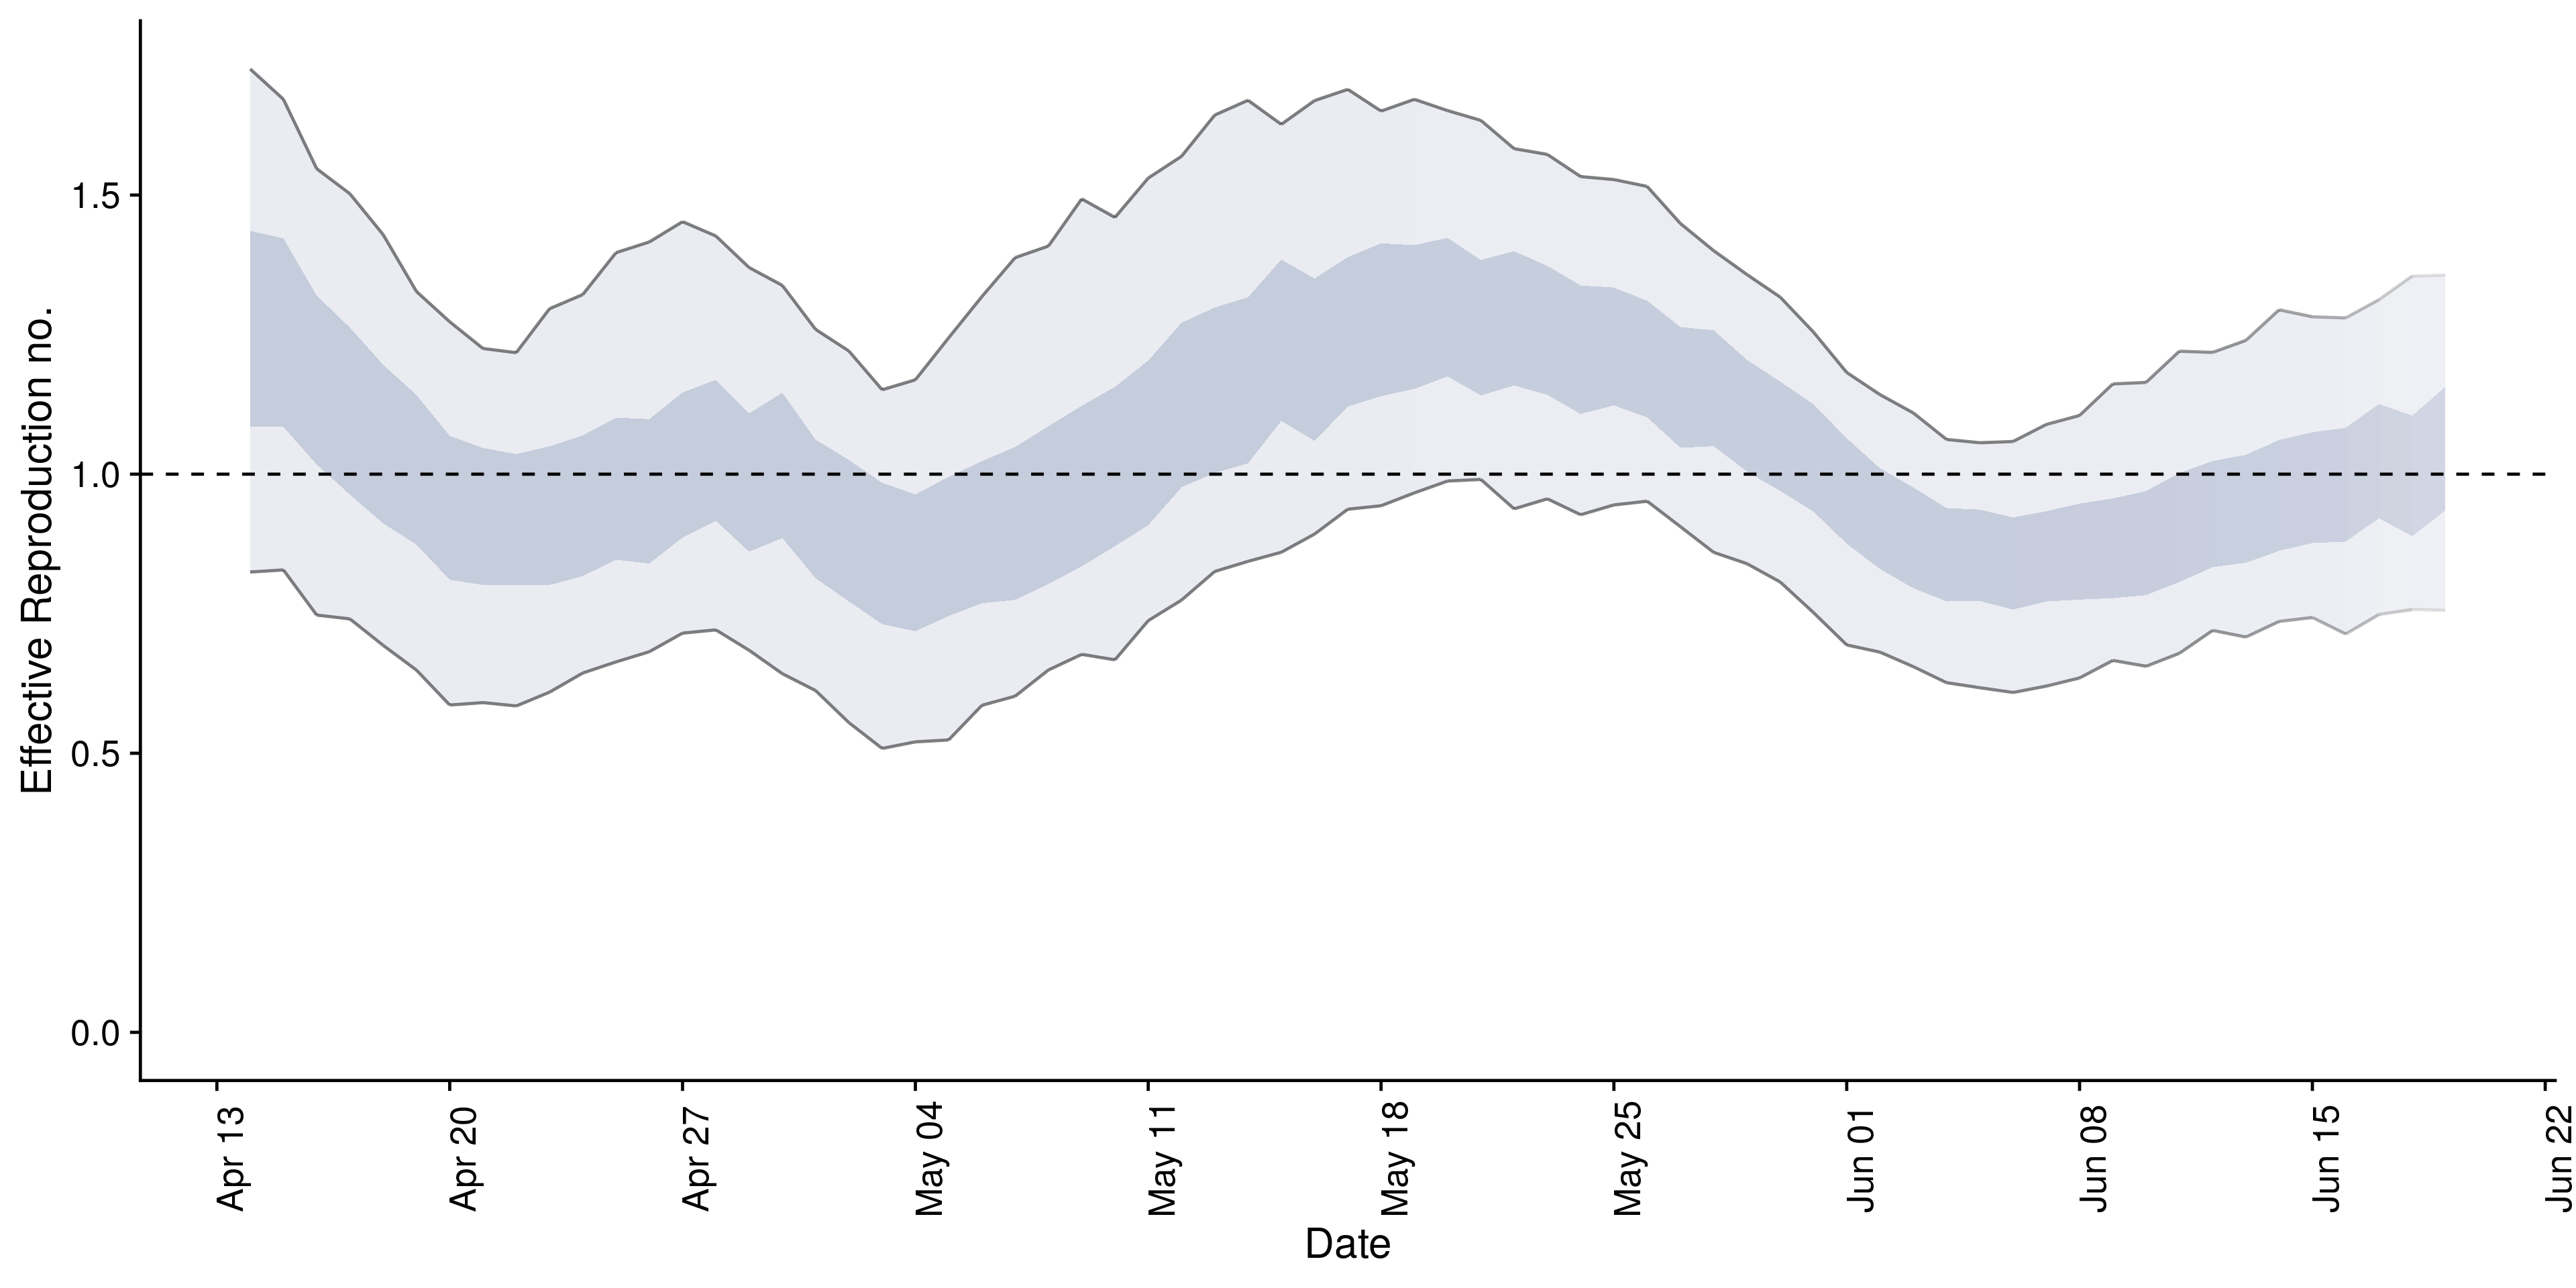 Effective Reproduction no.
1.5
1.0
0.5
0.0
Apr 13
Apr 20
Apr 27
May 04
May 11
May 18
May 25
Jun 01
Jun 08
Jun 15
Jun 22
Date